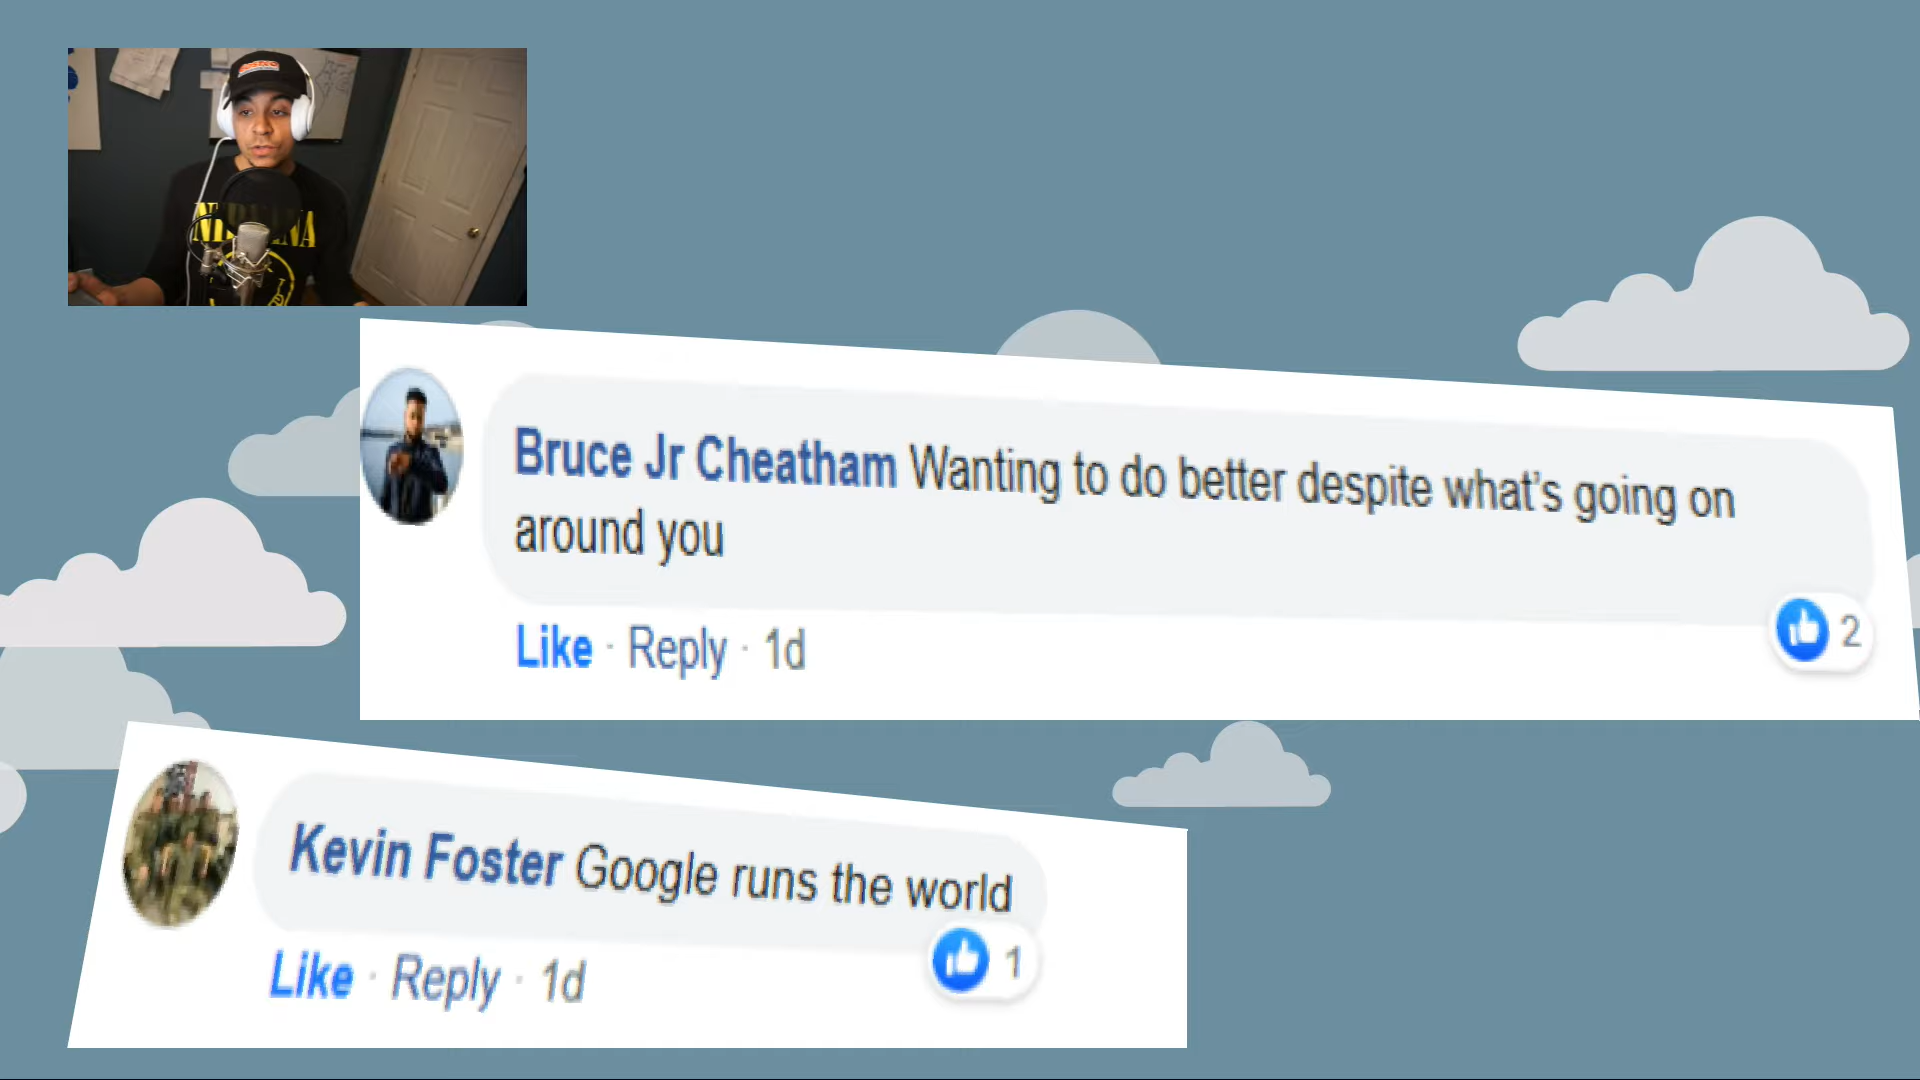 NIRVANA
Bruce Jr Cheatham Wanting to do better despite what's going on
around you
Like · Reply · 1d
2
Kevin Foster Google runs the world
1
Like · Reply · 1d